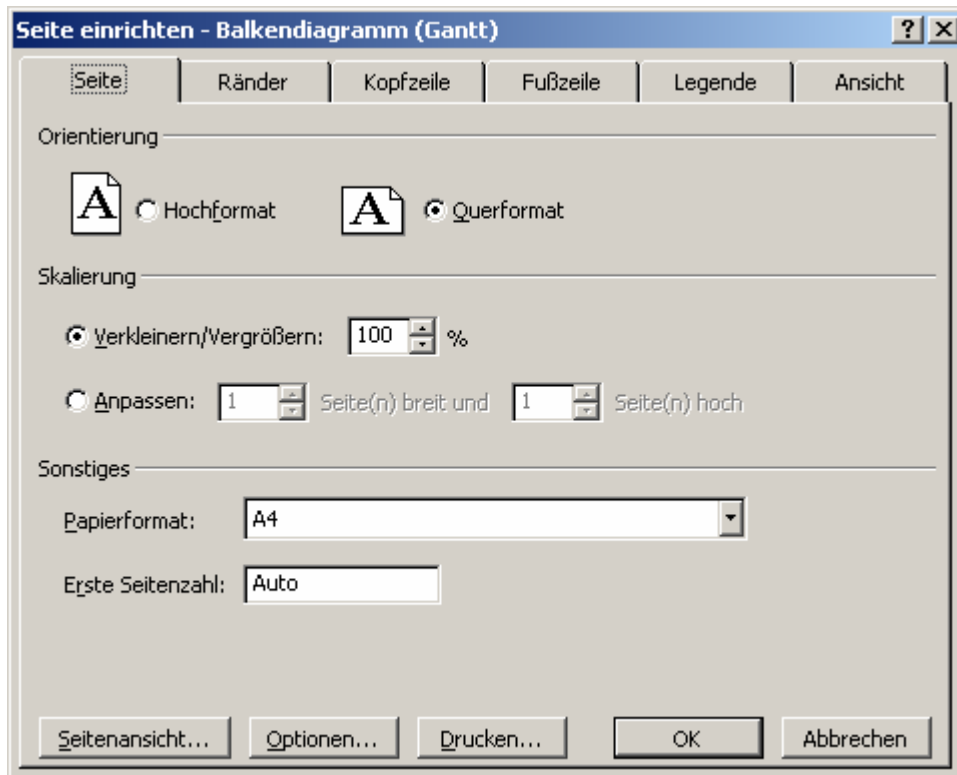 Seite einrichten - Balkendiagramm (Gantt)
Seite Ränder Kopfzeile Fußzeile Legende Ansicht
Orientierung
A Hochformat A Querformat
Skalierung
Verkleinern/Vergrößern: 100 %
Anpassen: 1 Seite(n) breit und 1 Seite(n) hoch
Sonstiges
Papierformat: A4
Erste Seitenzahl: Auto
Seitenansicht... Optionen... Drucken... OK Abbrechen